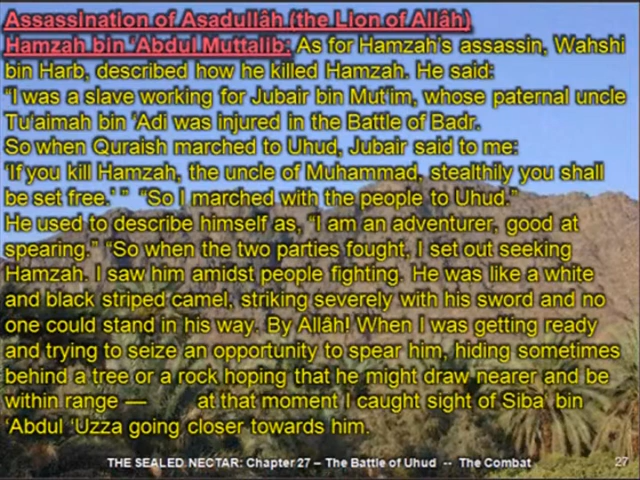 Assassination of Asadullâh (the Lion of Allâh)
Hamzah bin 'Abdul Muttalib: As for Hamzah's assassin, Wahshi
bin Harb, described how he killed Hamzah. He said:
“I was a slave working for Jubair bin Mut‘im, whose paternal uncle
Tu‘aimah bin ‘Adi was injured in the Battle of Badr.
So when Quraish marched to Uhud, Jubair said to me:
‘If you kill Hamzah, the uncle of Muhammad, stealthily you shall
be set free.’ ” “So I marched with the people to Uhud.”
He used to describe himself as, “I am an adventurer, good at
spearing.” “So when the two parties fought, I set out seeking
Hamzah. I saw him amidst people fighting. He was like a white
and black striped camel, striking severely with his sword and no
one could stand in his way. By Allâh! When I was getting ready
and trying to seize an opportunity to spear him, hiding sometimes
behind a tree or a rock hoping that he might draw nearer and be
within range — at that moment I caught sight of Siba‘ bin
‘Abdul ‘Uzza going closer towards him.
THE SEALED NECTAR: Chapter 27 – The Battle of Uhud -- The Combat
27